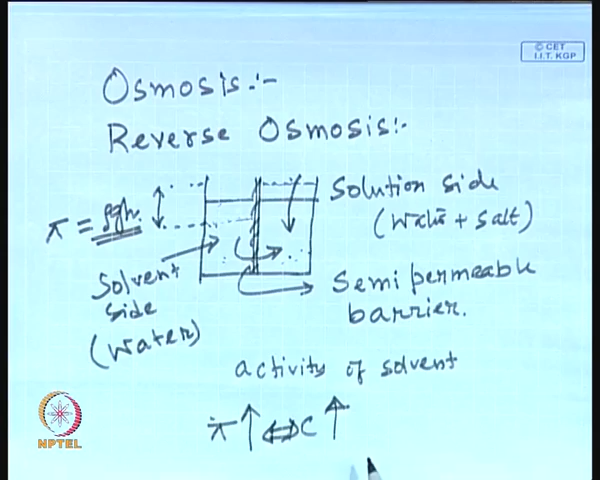 © CET
I.I.T. KGP
Osmosis:-
Reverse Osmosis:-
Solution side
(Water + Salt)
π = ρgh
Solvent
side
(Water)
Semi permeable
barrier.
activity of solvent
π ↑ ⇔ C ↑
NPTEL